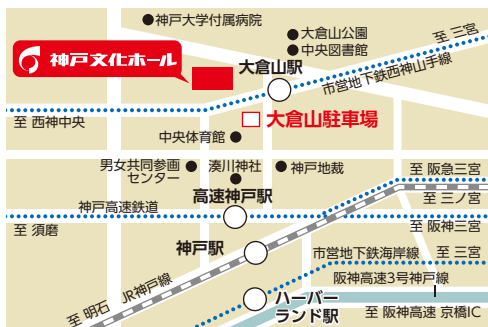 神戸大学付属病院
大倉山公園
中央図書館
至 三宮
神戸文化ホール
大倉山駅
市営地下鉄西神山手線
至 西神中央
大倉山駐車場
中央体育館
男女共同参画
センター
湊川神社
神戸地裁
至 阪急三宮
高速神戸駅
至 三ノ宮
神戸高速鉄道
至 須磨
至 阪神三宮
神戸駅
市営地下鉄海岸線
至 三宮
阪神高速3号神戸線
至 明石
JR神戸線
ハーバー
ランド駅
至 阪神高速 京橋IC